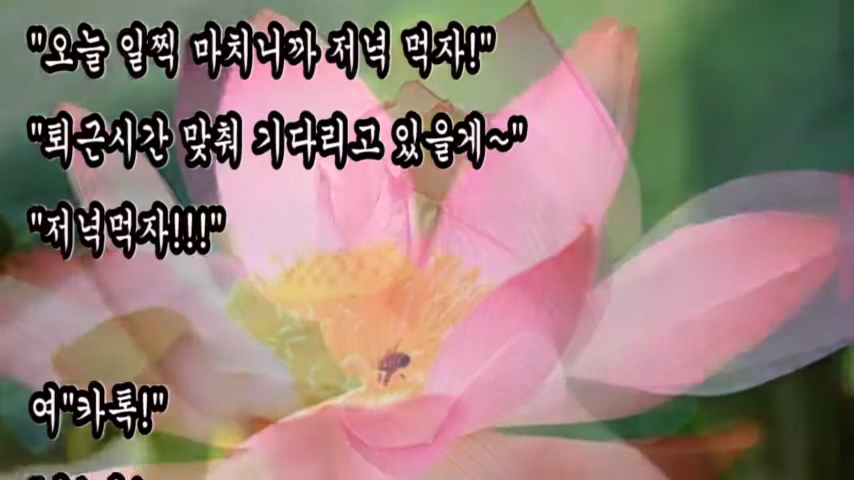 "오늘 일찍 마치니까 저녁 먹자!"
"퇴근시간 맞춰 기다리고 있을게~"
"저녁먹자!!!"
여"카톡!"